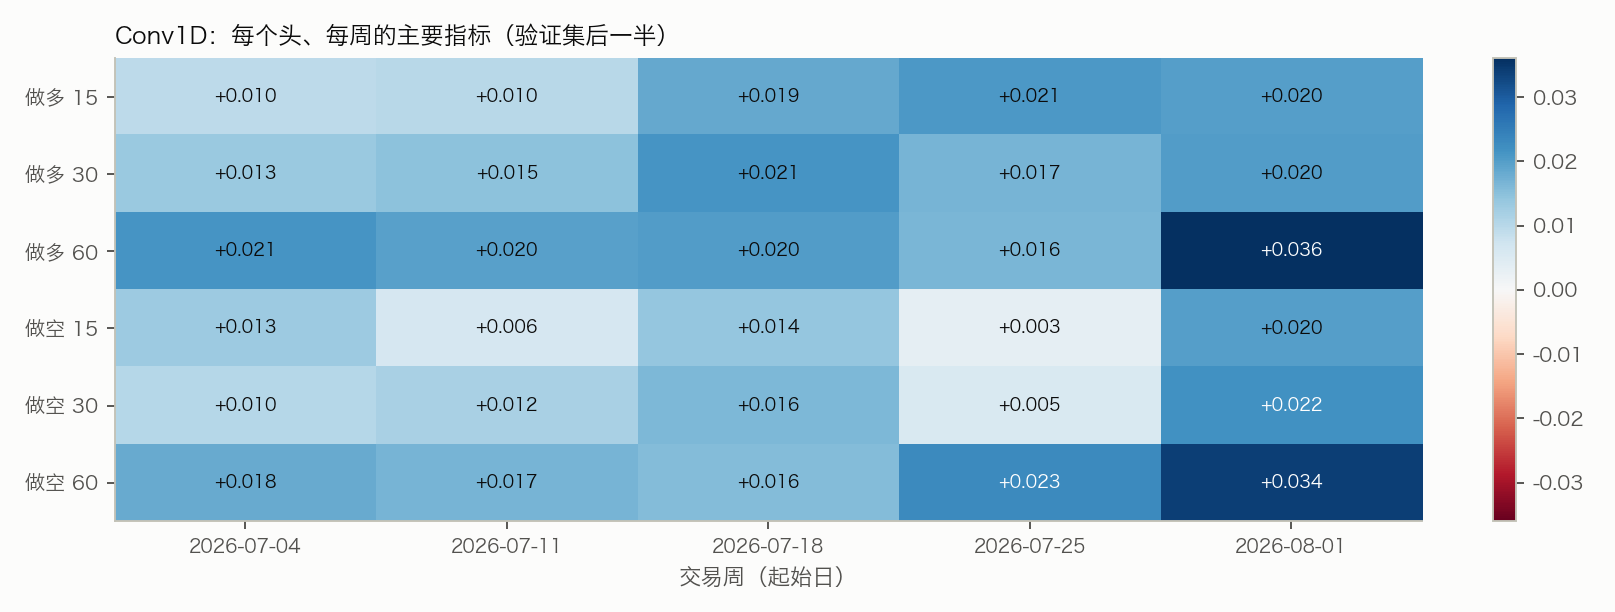 Conv1D：每个头、每周的主要指标（验证集后一半）
做多 15 +0.010 +0.010 +0.019 +0.021 +0.020
做多 30 +0.013 +0.015 +0.021 +0.017 +0.020
做多 60 +0.021 +0.020 +0.020 +0.016 +0.036
做空 15 +0.013 +0.006 +0.014 +0.003 +0.020
做空 30 +0.010 +0.012 +0.016 +0.005 +0.022
做空 60 +0.018 +0.017 +0.016 +0.023 +0.034
2026-07-04 2026-07-11 2026-07-18 2026-07-25 2026-08-01
交易周（起始日）
0.03
0.02
0.01
0.00
-0.01
-0.02
-0.03